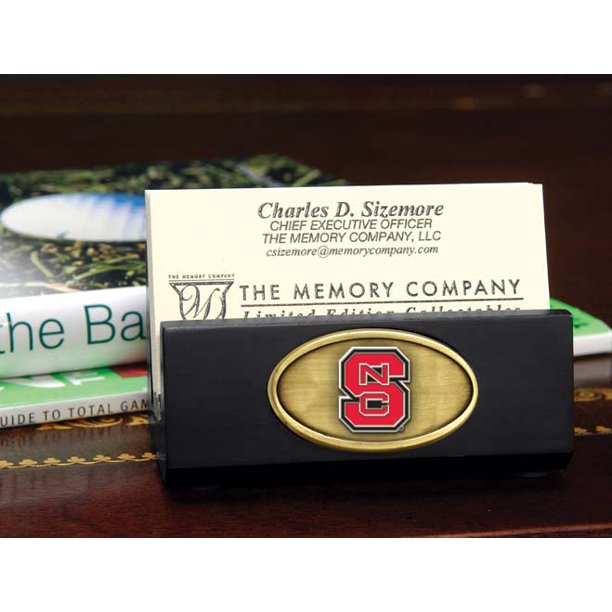 Charles D. Sizemore
CHIEF EXECUTIVE OFFICER
THE MEMORY COMPANY, LLC
csizemore@memorycompany.com
THE MEMORY COMPANY
THE MEMORY COMPANY
Limited Edition Collectables
the Ba
UIDE TO TOTAL GAM
NCS